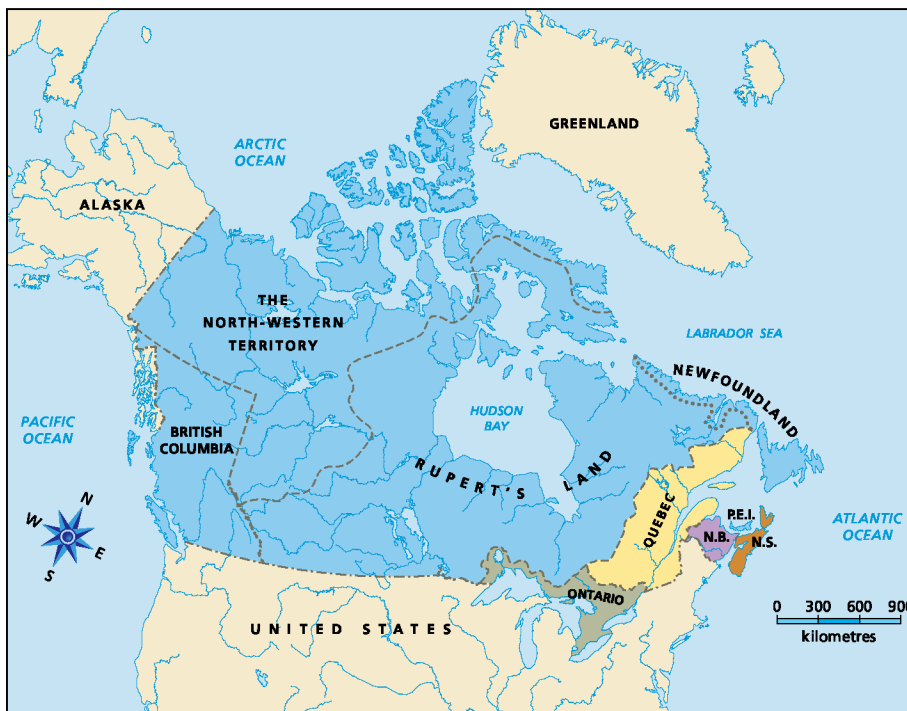 GREENLAND
ARCTIC
OCEAN
ALASKA
THE
NORTH-WESTERN
TERRITORY
LABRADOR SEA
NEWFOUNDLAND
PACIFIC
OCEAN
HUDSON
BAY
BRITISH
COLUMBIA
RUPERT'S LAND
QUEBEC
P.E.I.
N.B.
N.S.
ATLANTIC
OCEAN
N
W
E
S
ONTARIO
UNITED STATES
0 300 600 900
kilometres